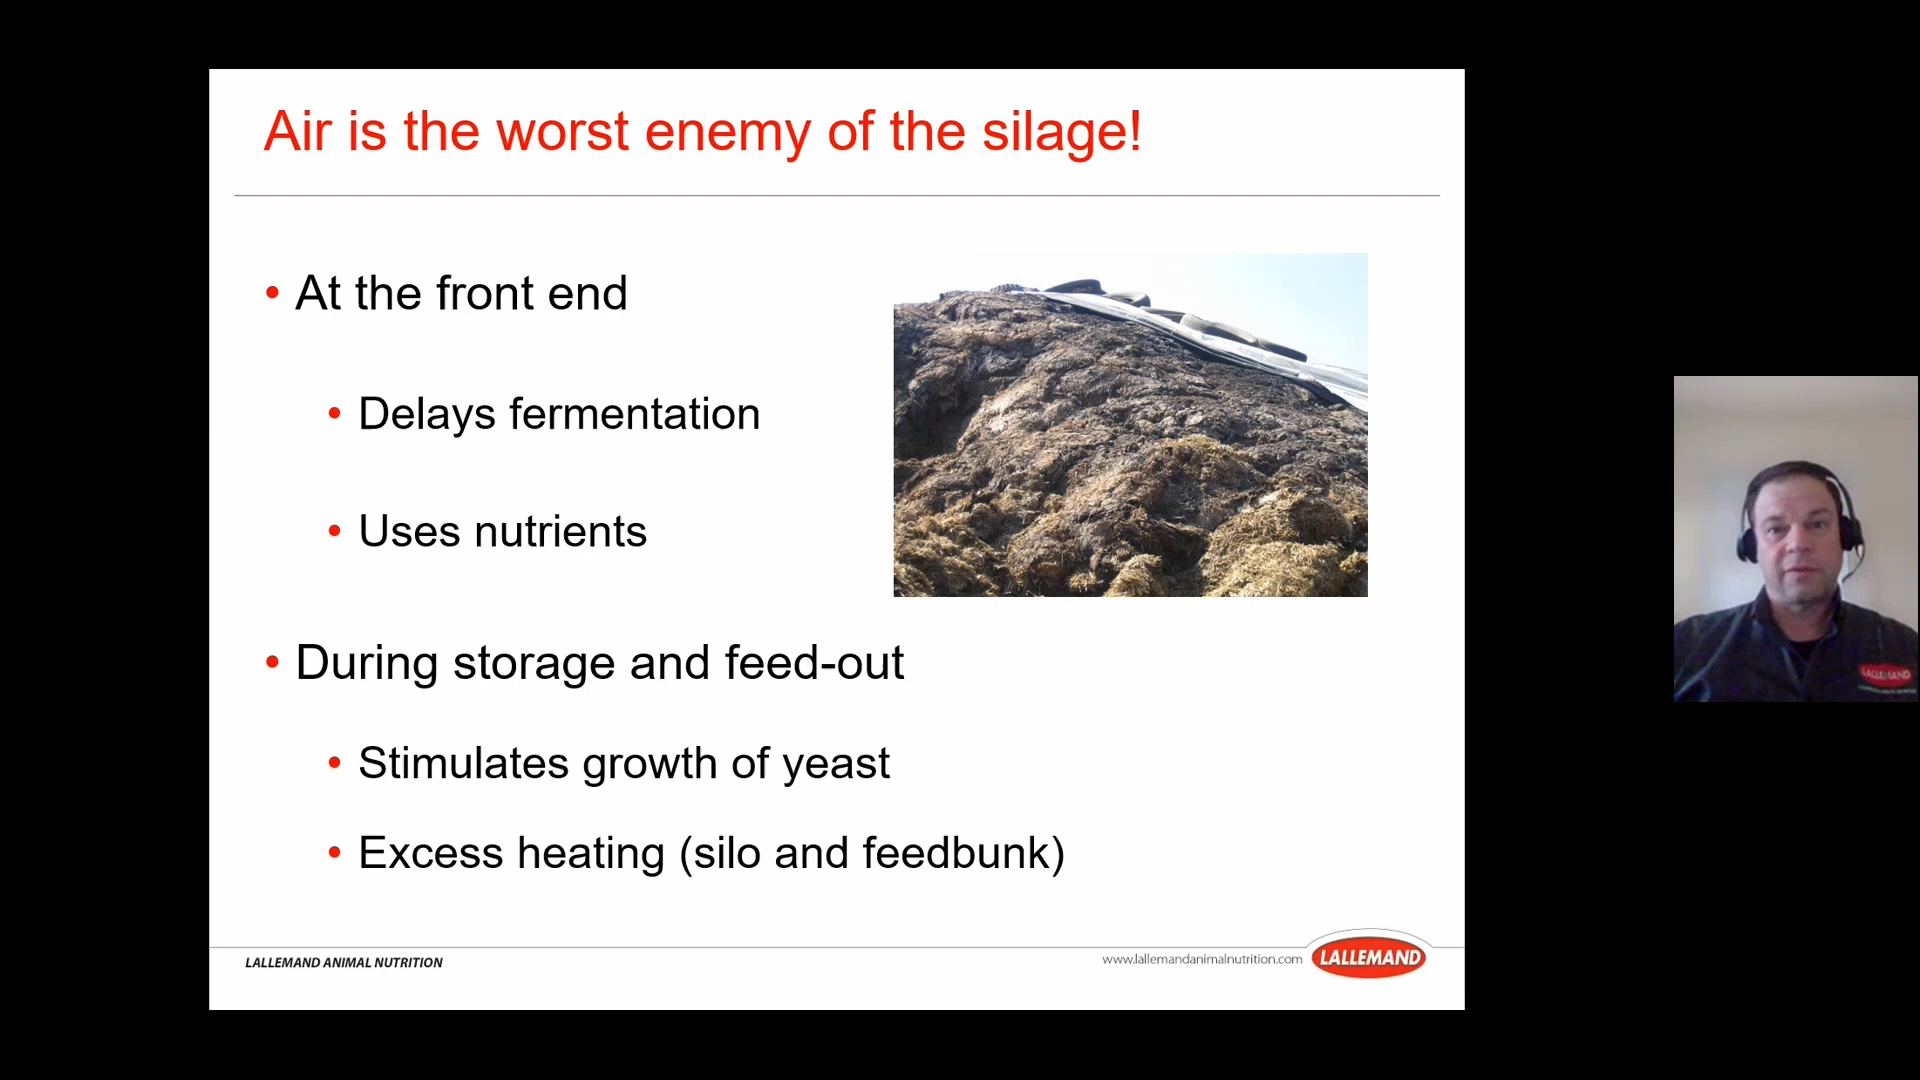 Air is the worst enemy of the silage!
• At the front end
• Delays fermentation
• Uses nutrients
• During storage and feed-out
• Stimulates growth of yeast
• Excess heating (silo and feedbunk)
LALLEMAND ANIMAL NUTRITION
www.lallemandanimalnutrition.com
LALLEMAND
LALLEMAND